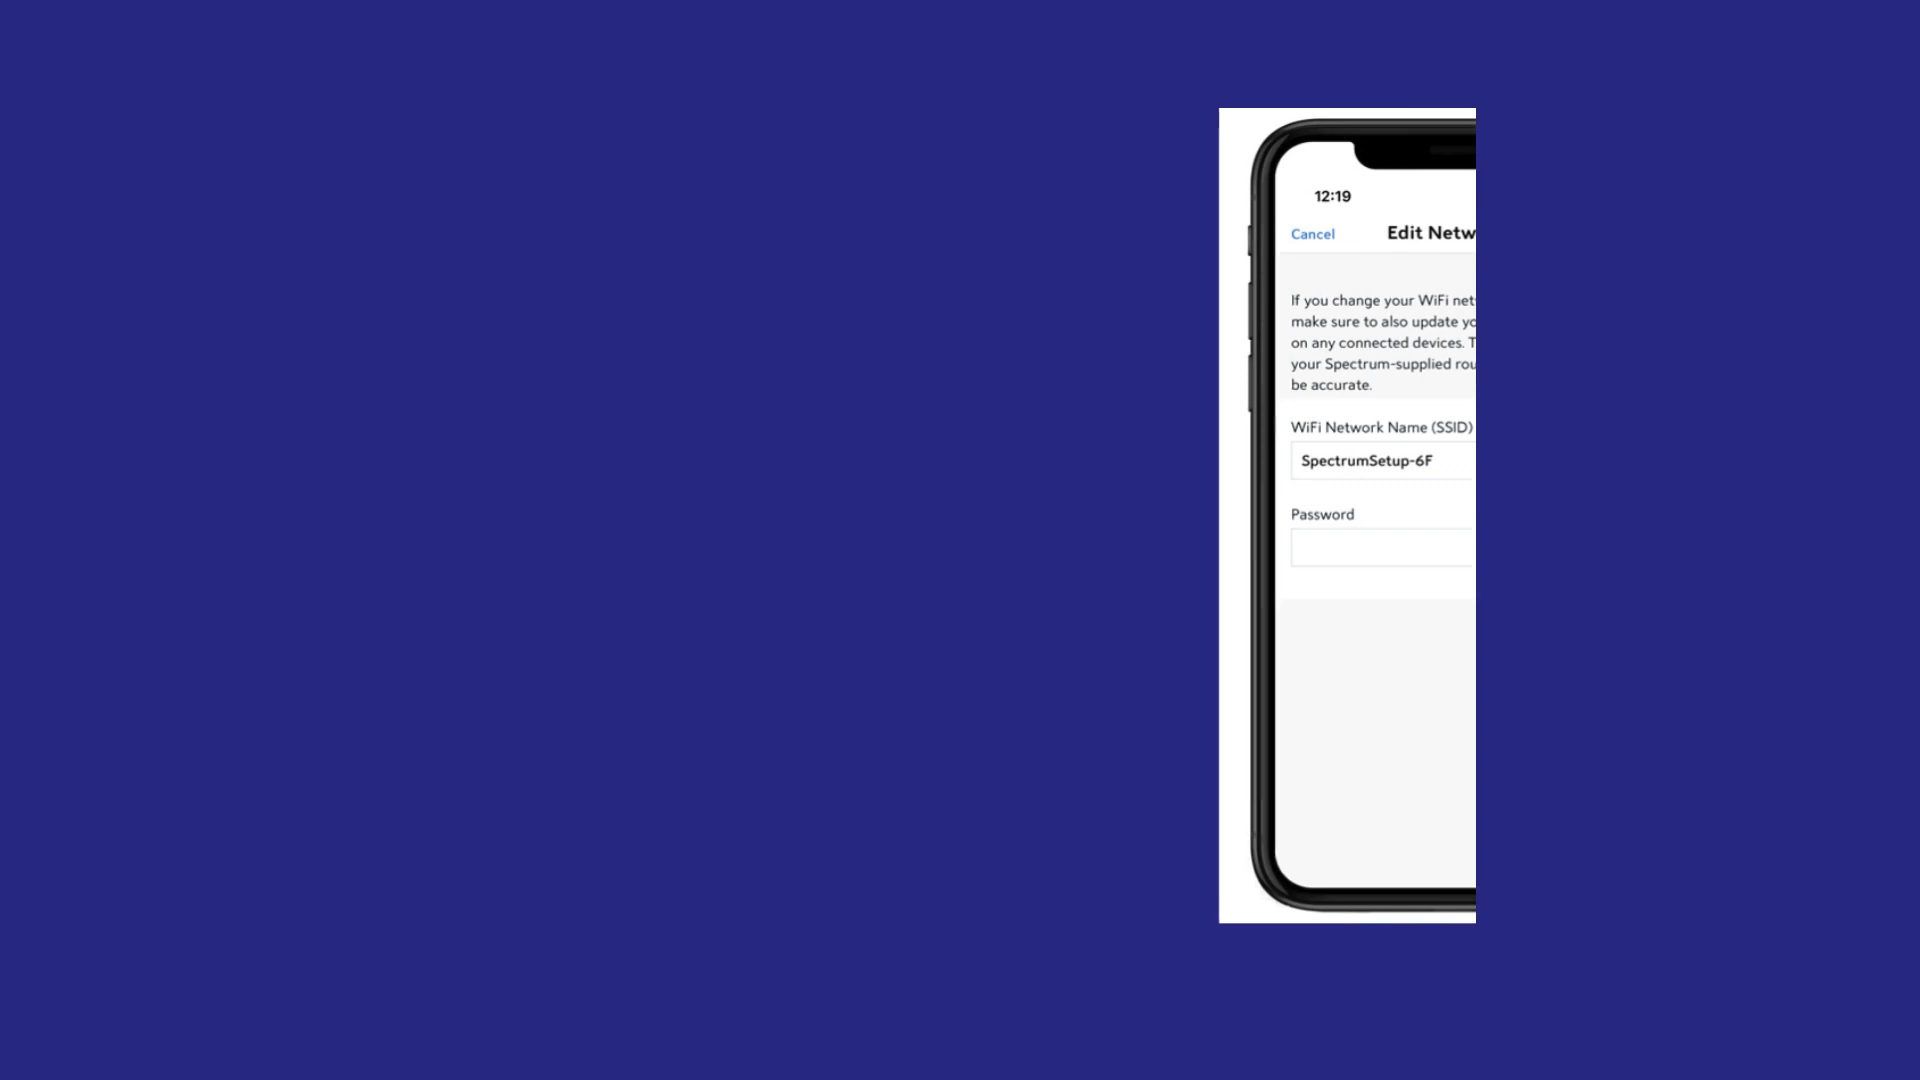 12:19
Cancel Edit Netw
If you change your WiFi net
make sure to also update yo
on any connected devices. T
your Spectrum-supplied rou
be accurate.
WiFi Network Name (SSID)
SpectrumSetup-6F
Password